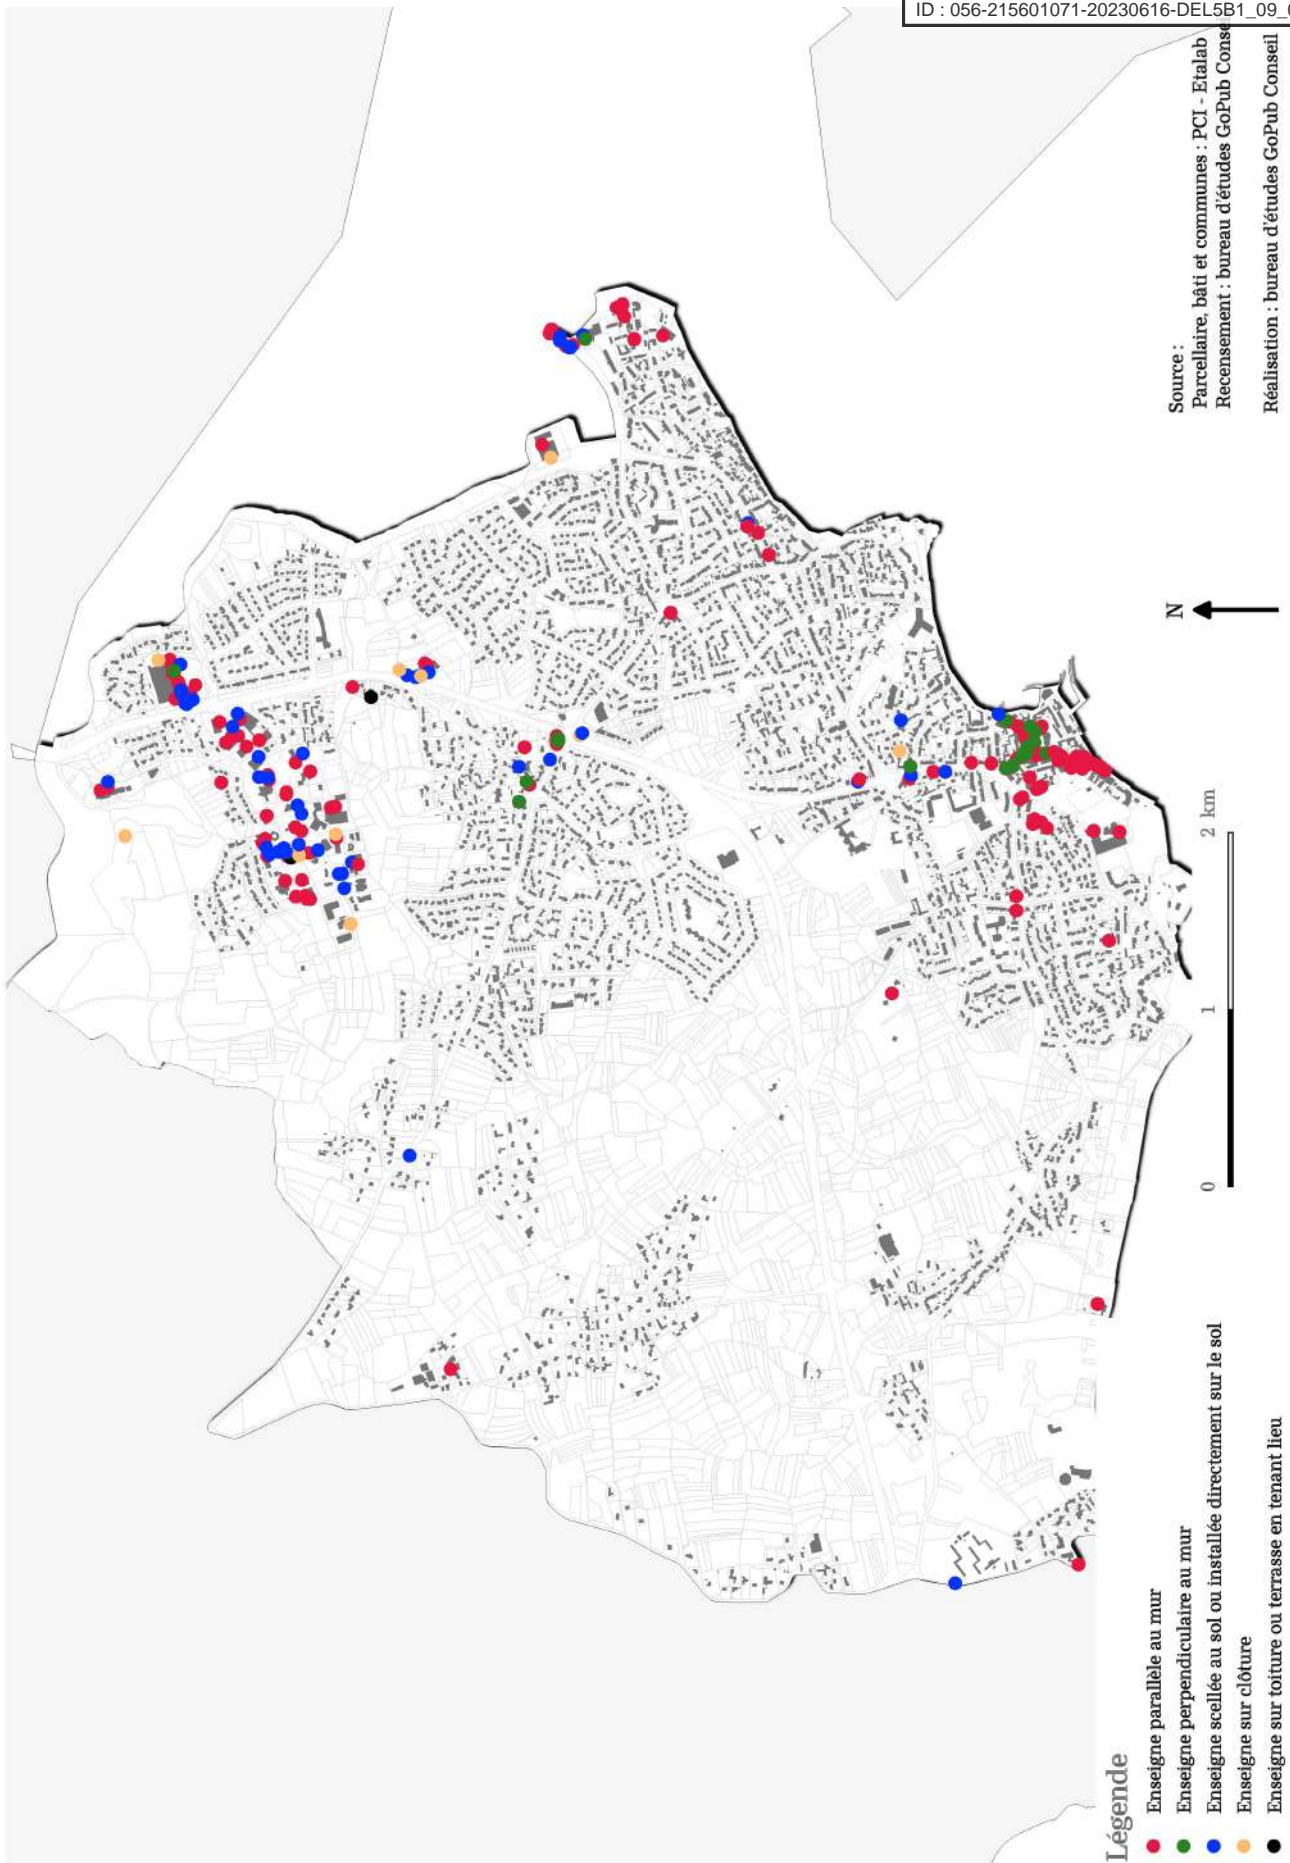 ID : 056-215601071-20230616-DEL5B1_09_
Légende
Enseigne parallèle au mur
Enseigne perpendiculaire au mur
Enseigne scellée au sol ou installée directement sur le sol
Enseigne sur clôture
Enseigne sur toiture ou terrasse en tenant lieu
0
1
2 km
N
Source :
Parcellaire, bâti et communes : PCI - Etalab
Recensement : bureau d'études GoPub Conseil
Réalisation : bureau d'études GoPub Conseil